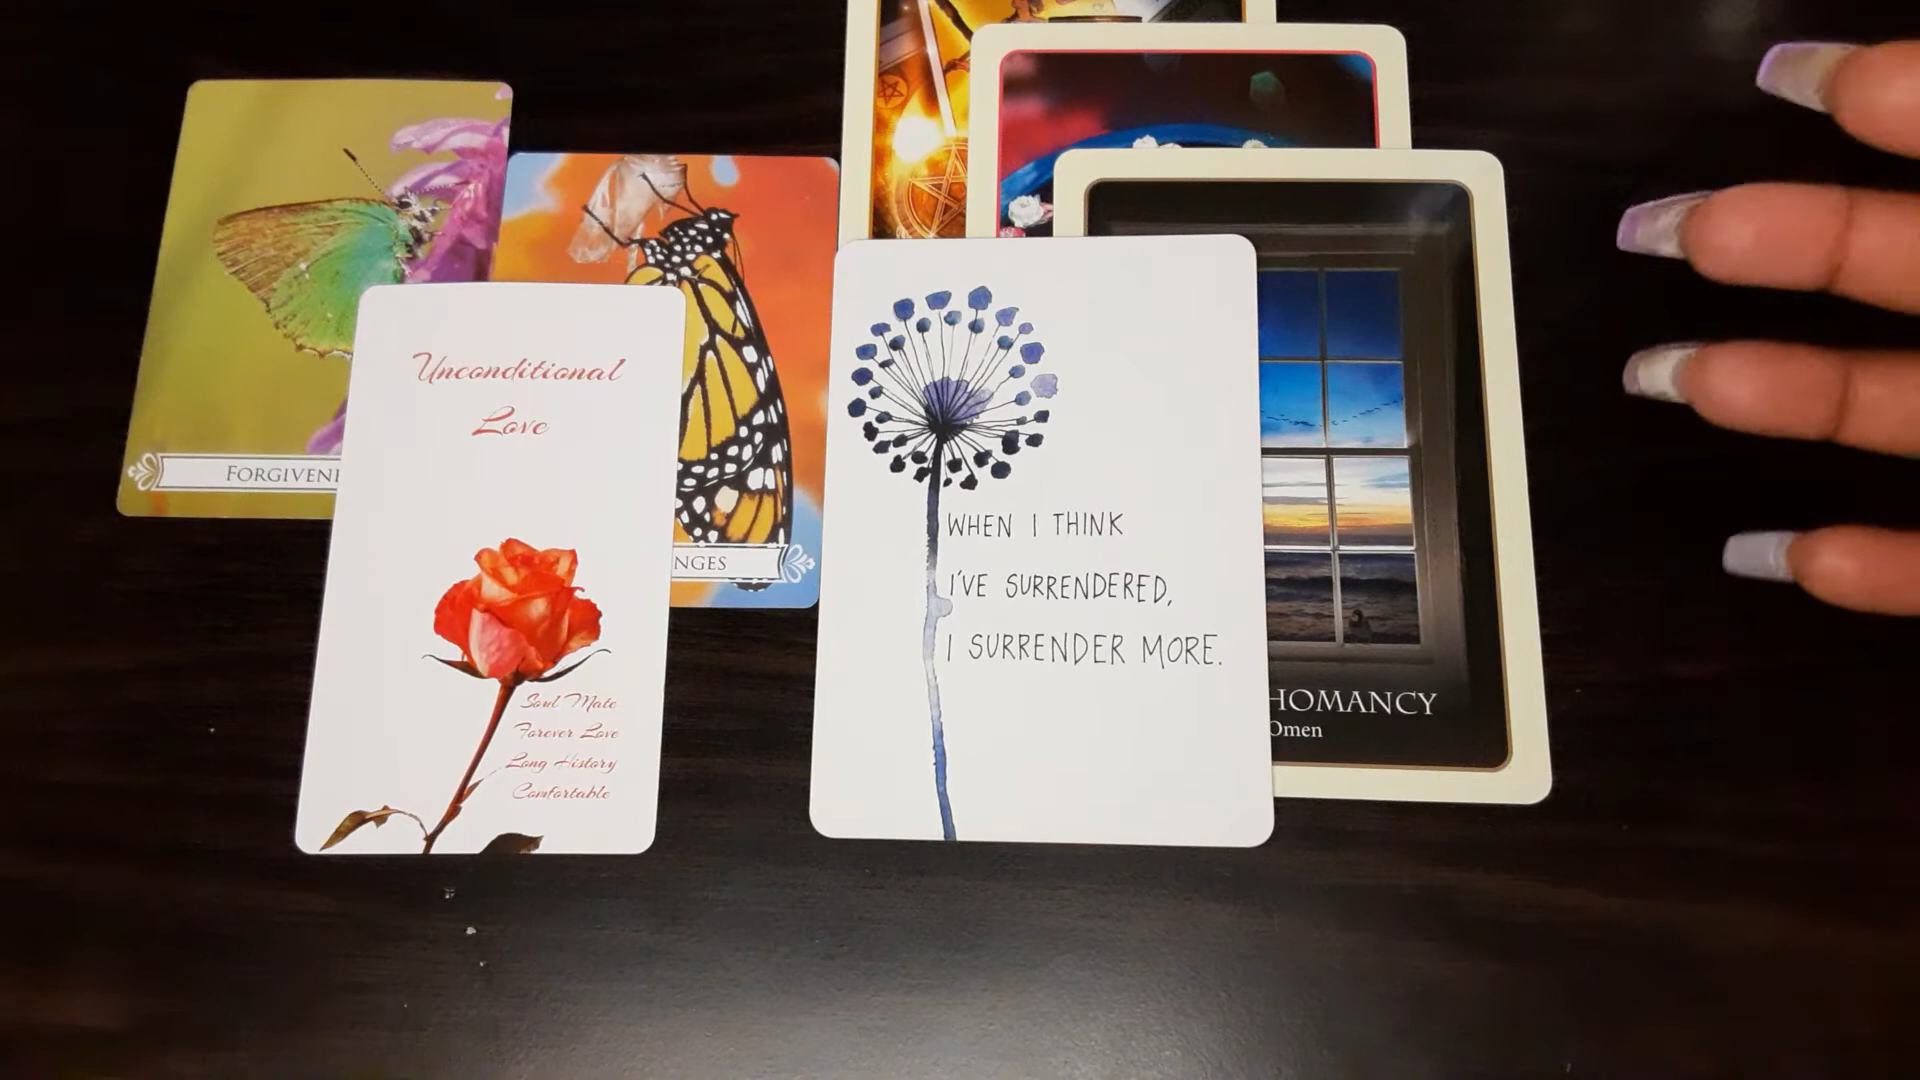 FORGIVENE
Unconditional
Love
Soul Mate
Forever Love
Long History
Comfortable
NGES
WHEN I THINK
I'VE SURRENDERED,
I SURRENDER MORE.
HOMANCY
Omen